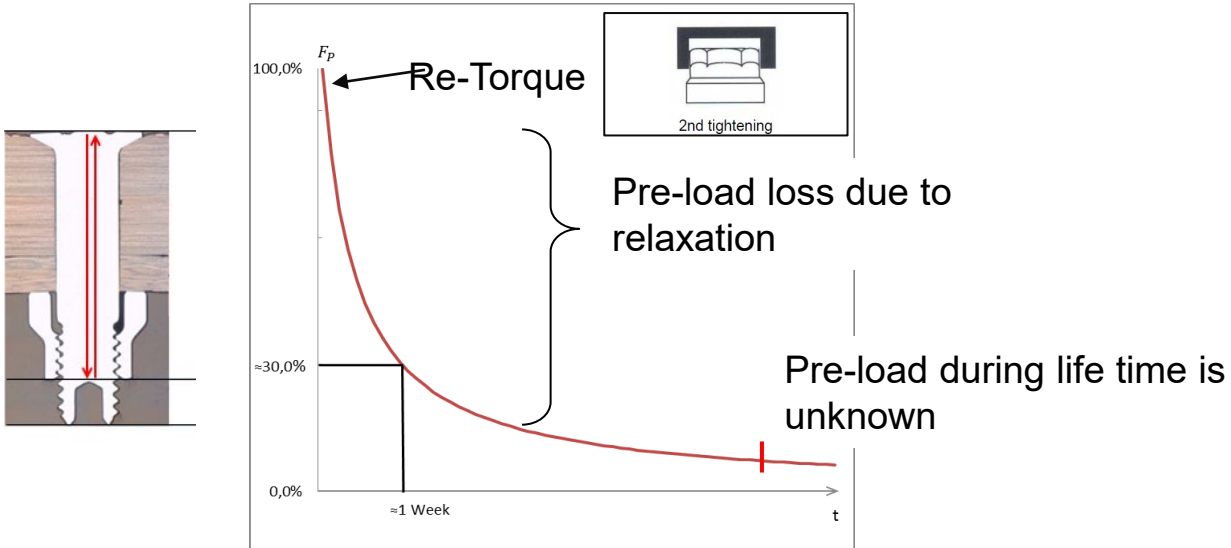 F_P
100,0%
Re-Torque
2nd tightening
Pre-load loss due to
relaxation
≈30,0%
Pre-load during life time is
unknown
0,0%
≈1 Week
t